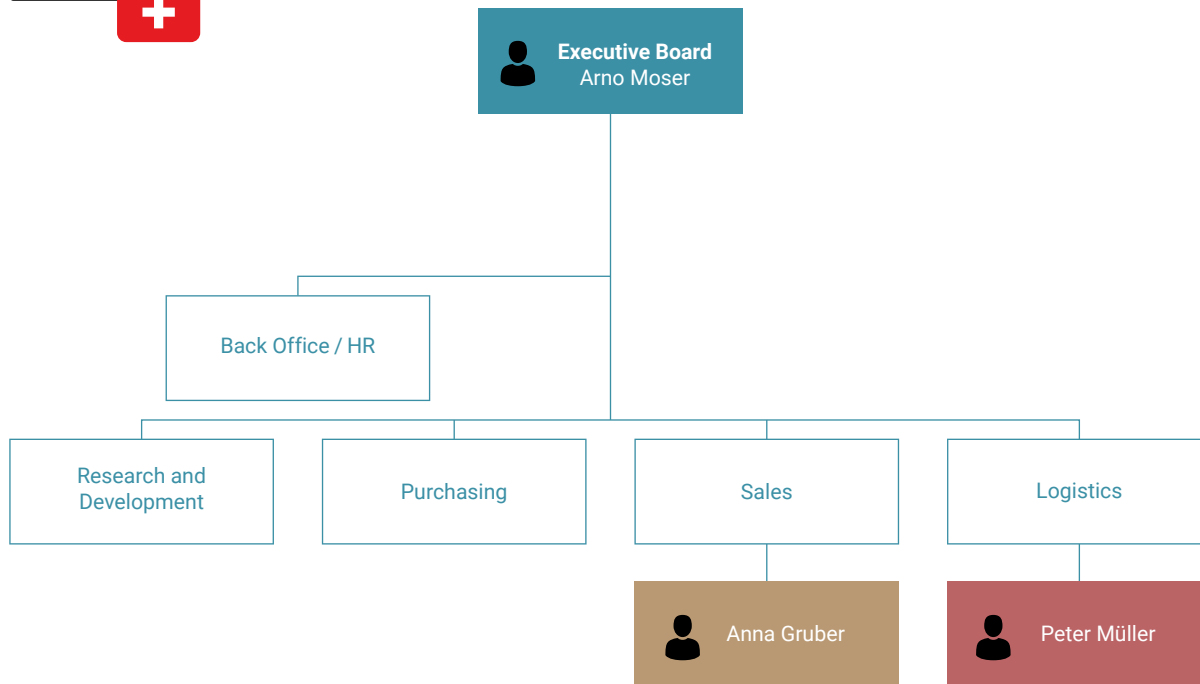 Executive Board
Arno Moser
Back Office / HR
Research and
Development
Purchasing
Sales
Logistics
Anna Gruber
Peter Müller